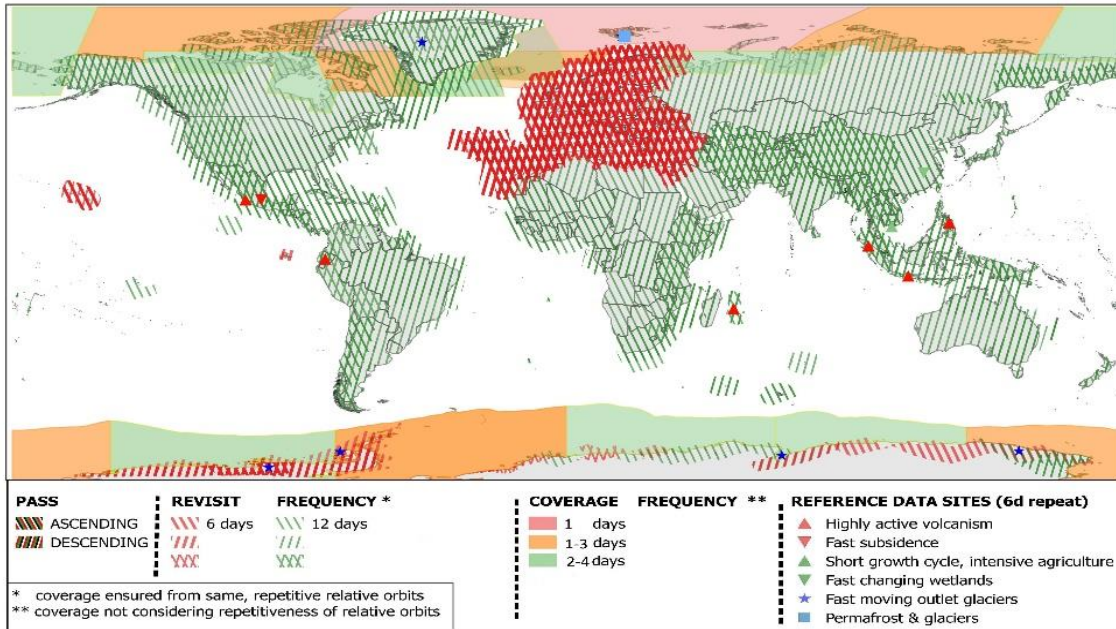 PASS
ASCENDING
DESCENDING
REVISIT FREQUENCY *
6 days 12 days
COVERAGE FREQUENCY **
1 days
1-3 days
2-4 days
REFERENCE DATA SITES (6d repeat)
Highly active volcanism
Fast subsidence
Short growth cycle, intensive agriculture
Fast changing wetlands
Fast moving outlet glaciers
Permafrost & glaciers
* coverage ensured from same, repetitive relative orbits
** coverage not considering repetitiveness of relative orbits